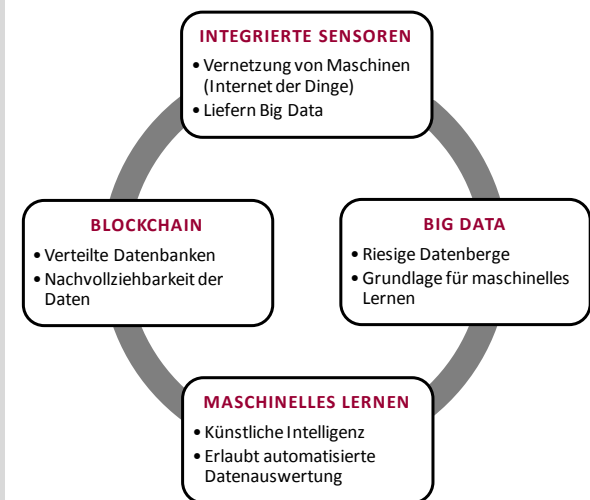 INTEGRIERTE SENSOREN
• Vernetzung von Maschinen
(Internet der Dinge)
• Liefern Big Data
BLOCKCHAIN
• Verteilte Datenbanken
• Nachvollziehbarkeit der
Daten
BIG DATA
• Riesige Datenberge
• Grundlage für maschinelles
Lernen
MASCHINELLES LERNEN
• Künstliche Intelligenz
• Erlaubt automatisierte
Datenauswertung